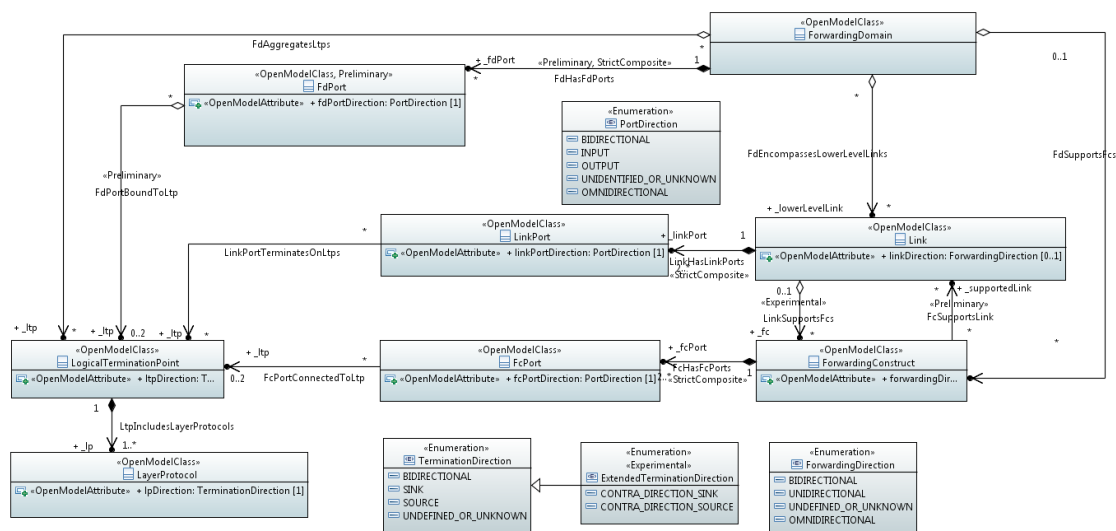 «OpenModelClass»
ForwardingDomain
FdAggregatesLtps
*
0..1
+ _fdPort
«Preliminary, StrictComposite»
1
*
FdHasFdPorts
«OpenModelClass, Preliminary»
FdPort
«OpenModelAttribute» + fdPortDirection: PortDirection [1]
*
*
«Enumeration»
PortDirection
BIDIRECTIONAL
INPUT
OUTPUT
UNIDENTIFIED_OR_UNKNOWN
OMNIDIRECTIONAL
FdEncompassesLowerLevelLinks
FdSupportsFcs
«Preliminary»
FdPortBoundToLtp
+ _lowerLevelLink
*
«OpenModelClass»
LinkPort
«OpenModelAttribute» + linkPortDirection: PortDirection [1]
*
LinkPortTerminatesOnLtps
+ _linkPort
1
LinkHasLinkPorts
2..*
«StrictComposite»
«OpenModelClass»
Link
«OpenModelAttribute» + linkDirection: ForwardingDirection [0..1]
0..1
*
+ _supportedLink
«Experimental»
LinkSupportsFcs
«Preliminary»
FcSupportsLink
+ _ltp
*
+ _ltp
0..2
+ _ltp
*
+ _fc
*
*
*
«OpenModelClass»
LogicalTerminationPoint
«OpenModelAttribute» + ltpDirection: T...
+ _ltp
0..2
*
FcPortConnectedToLtp
«OpenModelClass»
FcPort
«OpenModelAttribute» + fcPortDirection: PortDirection [1]
+ _fcPort
FcHasFcPorts
1
2..*
«StrictComposite»
«OpenModelClass»
ForwardingConstruct
«OpenModelAttribute» + forwardingDir...
1
LtpIncludesLayerProtocols
+ _lp
1..*
«OpenModelClass»
LayerProtocol
«OpenModelAttribute» + lpDirection: TerminationDirection [1]
«Enumeration»
TerminationDirection
BIDIRECTIONAL
SINK
SOURCE
UNDEFINED_OR_UNKNOWN
«Enumeration»
«Experimental»
ExtendedTerminationDirection
CONTRA_DIRECTION_SINK
CONTRA_DIRECTION_SOURCE
«Enumeration»
ForwardingDirection
BIDIRECTIONAL
UNIDIRECTIONAL
UNDEFINED_OR_UNKNOWN
OMNIDIRECTIONAL